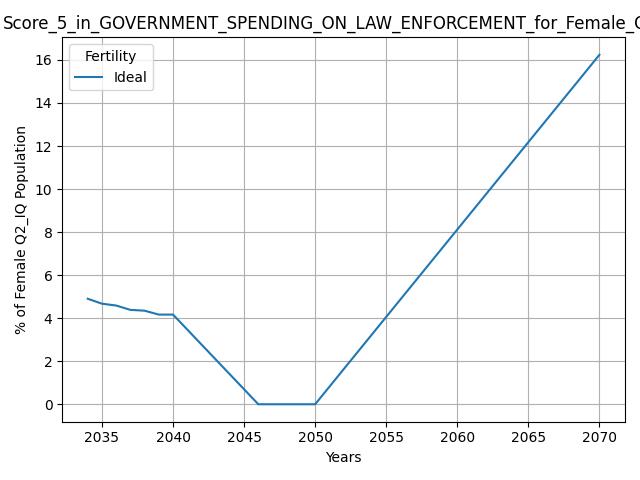 Score_5_in_GOVERNMENT_SPENDING_ON_LAW_ENFORCEMENT_for_Female_
Fertility
Ideal
% of Female Q2_IQ Population
16
14
12
10
8
6
4
2
0
2035 2040 2045 2050 2055 2060 2065 2070
Years